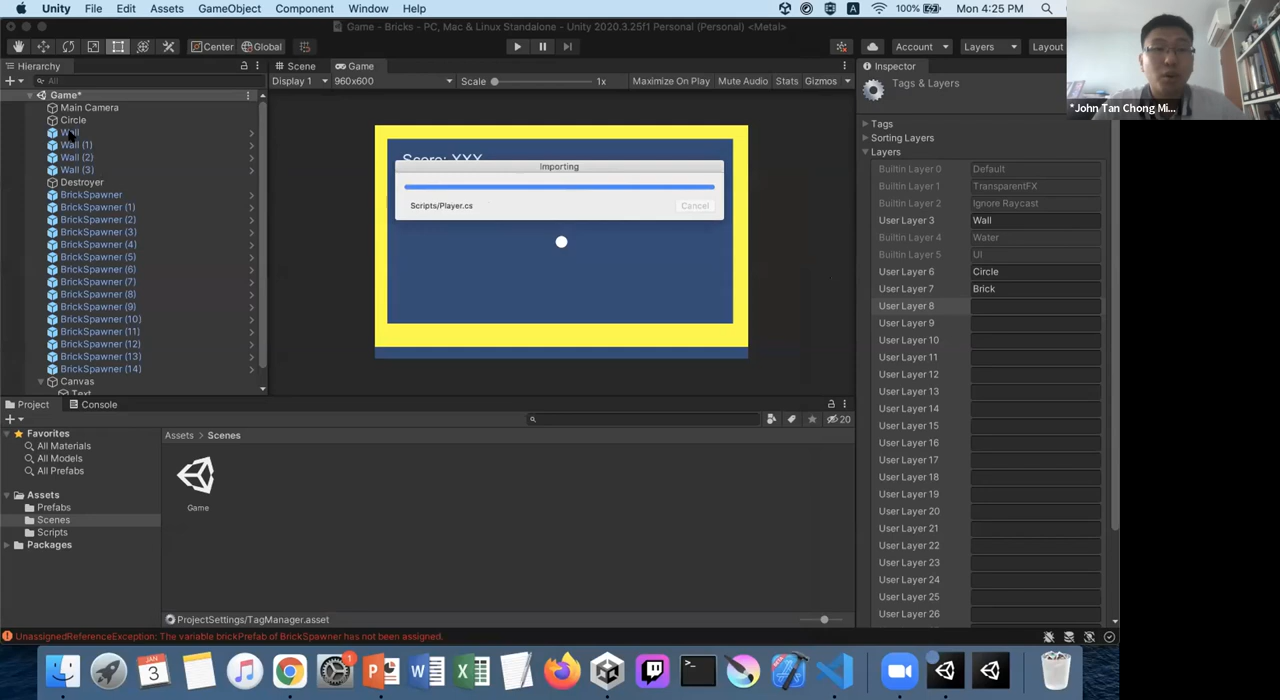 Unity File Edit Assets GameObject Component Window Help 100% Mon 4:25 PM
Game - Bricks - PC, Mac & Linux Standalone - Unity 2020.3.25f1 Personal (Personal) <Metal>
Center Global Account Layers Layout
Hierarchy
All
Game*
Main Camera
Circle
Wall
Wall (1)
Wall (2)
Wall (3)
Destroyer
BrickSpawner
BrickSpawner (1)
BrickSpawner (2)
BrickSpawner (3)
BrickSpawner (4)
BrickSpawner (5)
BrickSpawner (6)
BrickSpawner (7)
BrickSpawner (8)
BrickSpawner (9)
BrickSpawner (10)
BrickSpawner (11)
BrickSpawner (12)
BrickSpawner (13)
BrickSpawner (14)
Canvas
Text
Scene Game
Display 1 960x600 Scale 1x Maximize On Play Mute Audio Stats Gizmos
Score: XXX
Importing
Scripts/Player.cs Cancel
Inspector
Tags & Layers
Tags
Sorting Layers
Layers
Builtin Layer 0 Default
Builtin Layer 1 TransparentFX
Builtin Layer 2 Ignore Raycast
User Layer 3 Wall
Builtin Layer 4 Water
Builtin Layer 5 UI
User Layer 6 Circle
User Layer 7 Brick
User Layer 8
User Layer 9
User Layer 10
User Layer 11
User Layer 12
User Layer 13
User Layer 14
User Layer 15
User Layer 16
User Layer 17
User Layer 18
User Layer 19
User Layer 20
User Layer 21
User Layer 22
User Layer 23
User Layer 24
User Layer 25
User Layer 26
*John Tan Chong Mi...
Project Console
20
Favorites
All Materials
All Models
All Prefabs
Assets
Prefabs
Scenes
Scripts
Packages
Assets > Scenes
Game
ProjectSettings/TagManager.asset
UnassignedReferenceException: The variable brickPrefab of BrickSpawner has not been assigned.
JAN
3
1